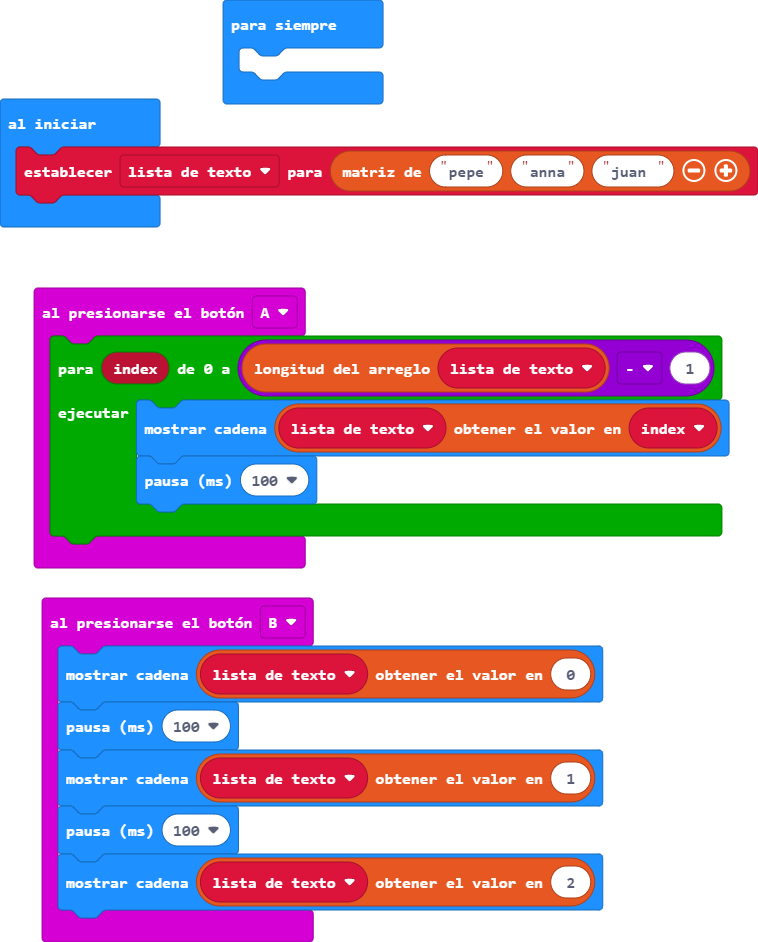 para siempre
al iniciar
establecer lista de texto para matriz de "pepe" "anna" "juan"
al presionarse el botón A
para index de 0 a longitud del arreglo lista de texto - 1
ejecutar
mostrar cadena lista de texto obtener el valor en index
pausa (ms) 100
al presionarse el botón B
mostrar cadena lista de texto obtener el valor en 0
pausa (ms) 100
mostrar cadena lista de texto obtener el valor en 1
pausa (ms) 100
mostrar cadena lista de texto obtener el valor en 2